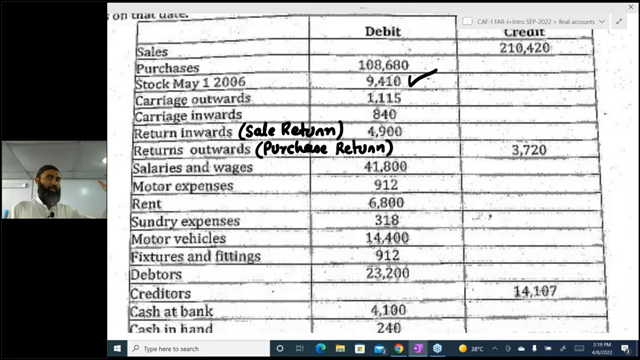 s on that date.
CAF-I FAR-I+Intro SEP-2022 > final accounts
Debit Credit
Sales 210,420
Purchases 108,680
Stock May 1 2006 9,410
Carriage outwards 1,115
Carriage inwards 840
Return inwards (Sale Return) 4,900
Returns outwards (Purchase Return) 3,720
Salaries and wages 41,800
Motor expenses 912
Rent 6,800
Sundry expenses 318
Motor vehicles 14,400
Fixtures and fittings 912
Debtors 23,200
Creditors 14,107
Cash at bank 4,100
Cash in hand 240
Type here to search 38°C 3:19 PM
4/8/2022